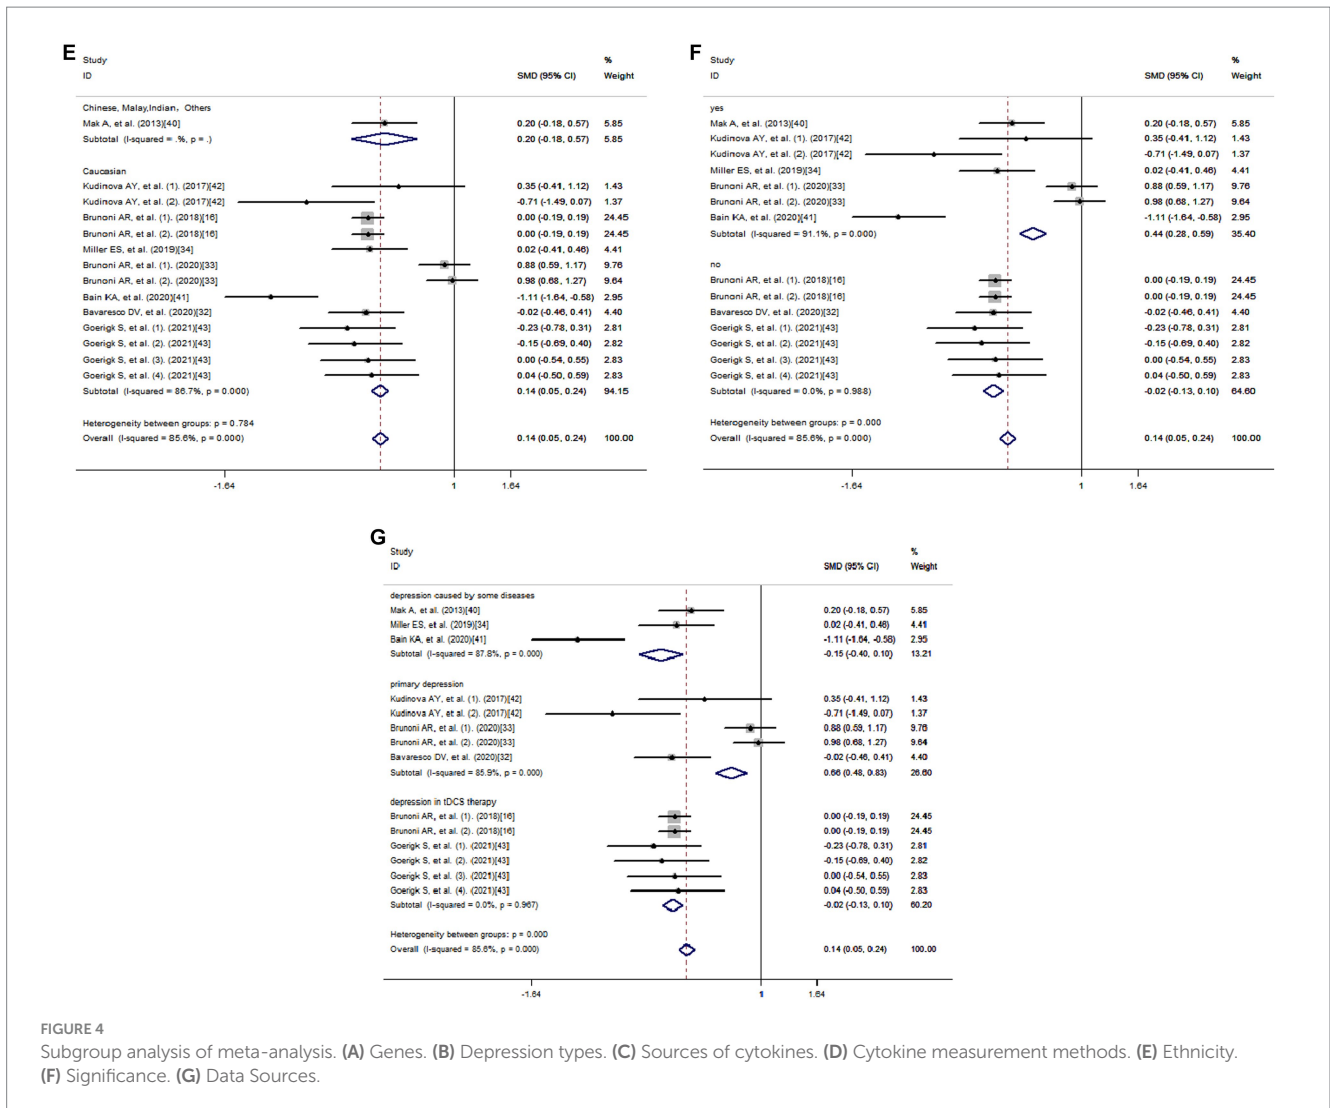 E
Study %
ID SMD (95% CI) Weight
Chinese, Malay,Indian, Others
Mak A, et al. (2013)[40] 0.20 (-0.18, 0.57) 5.85
Subtotal (I-squared = .%, p = .) 0.20 (-0.18, 0.57) 5.85
Caucasian
Kudinova AY, et al. (1). (2017)[42] 0.35 (-0.41, 1.12) 1.43
Kudinova AY, et al. (2). (2017)[42] -0.71 (-1.49, 0.07) 1.37
Brunoni AR, et al. (1). (2018)[16] 0.00 (-0.19, 0.19) 24.45
Brunoni AR, et al. (2). (2018)[16] 0.00 (-0.19, 0.19) 24.45
Miller ES, et al. (2019)[34] 0.02 (-0.41, 0.46) 4.41
Brunoni AR, et al. (1). (2020)[33] 0.88 (0.59, 1.17) 9.76
Brunoni AR, et al. (2). (2020)[33] 0.98 (0.68, 1.27) 9.64
Bain KA, et al. (2020)[41] -1.11 (-1.64, -0.58) 2.95
Bavaresco DV, et al. (2020)[32] -0.02 (-0.46, 0.41) 4.40
Goerigk S, et al. (1). (2021)[43] -0.23 (-0.78, 0.31) 2.81
Goerigk S, et al. (2). (2021)[43] -0.15 (-0.69, 0.40) 2.82
Goerigk S, et al. (3). (2021)[43] 0.00 (-0.54, 0.55) 2.83
Goerigk S, et al. (4). (2021)[43] 0.04 (-0.50, 0.59) 2.83
Subtotal (I-squared = 86.7%, p = 0.000) 0.14 (0.05, 0.24) 94.15
Heterogeneity between groups: p = 0.784
Overall (I-squared = 85.6%, p = 0.000) 0.14 (0.05, 0.24) 100.00
-1.64 1 1.64
F
Study %
ID SMD (95% CI) Weight
yes
Mak A, et al. (2013)[40] 0.20 (-0.18, 0.57) 5.85
Kudinova AY, et al. (1). (2017)[42] 0.35 (-0.41, 1.12) 1.43
Kudinova AY, et al. (2). (2017)[42] -0.71 (-1.49, 0.07) 1.37
Miller ES, et al. (2019)[34] 0.02 (-0.41, 0.46) 4.41
Brunoni AR, et al. (1). (2020)[33] 0.88 (0.59, 1.17) 9.76
Brunoni AR, et al. (2). (2020)[33] 0.98 (0.68, 1.27) 9.64
Bain KA, et al. (2020)[41] -1.11 (-1.64, -0.58) 2.95
Subtotal (I-squared = 91.1%, p = 0.000) 0.44 (0.28, 0.59) 35.40
no
Brunoni AR, et al. (1). (2018)[16] 0.00 (-0.19, 0.19) 24.45
Brunoni AR, et al. (2). (2018)[16] 0.00 (-0.19, 0.19) 24.45
Bavaresco DV, et al. (2020)[32] -0.02 (-0.46, 0.41) 4.40
Goerigk S, et al. (1). (2021)[43] -0.23 (-0.78, 0.31) 2.81
Goerigk S, et al. (2). (2021)[43] -0.15 (-0.69, 0.40) 2.82
Goerigk S, et al. (3). (2021)[43] 0.00 (-0.54, 0.55) 2.83
Goerigk S, et al. (4). (2021)[43] 0.04 (-0.50, 0.59) 2.83
Subtotal (I-squared = 0.0%, p = 0.988) -0.02 (-0.13, 0.10) 64.60
Heterogeneity between groups: p = 0.000
Overall (I-squared = 85.6%, p = 0.000) 0.14 (0.05, 0.24) 100.00
-1.64 1 1.64
G
Study %
ID SMD (95% CI) Weight
depression caused by some diseases
Mak A, et al. (2013)[40] 0.20 (-0.18, 0.57) 5.85
Miller ES, et al. (2019)[34] 0.02 (-0.41, 0.46) 4.41
Bain KA, et al. (2020)[41] -1.11 (-1.64, -0.58) 2.95
Subtotal (I-squared = 87.8%, p = 0.000) -0.15 (-0.40, 0.10) 13.21
primary depression
Kudinova AY, et al. (1). (2017)[42] 0.35 (-0.41, 1.12) 1.43
Kudinova AY, et al. (2). (2017)[42] -0.71 (-1.49, 0.07) 1.37
Brunoni AR, et al. (1). (2020)[33] 0.88 (0.59, 1.17) 9.76
Brunoni AR, et al. (2). (2020)[33] 0.98 (0.68, 1.27) 9.64
Bavaresco DV, et al. (2020)[32] -0.02 (-0.46, 0.41) 4.40
Subtotal (I-squared = 85.9%, p = 0.000) 0.66 (0.48, 0.83) 26.60
depression in tDCS therapy
Brunoni AR, et al. (1). (2018)[16] 0.00 (-0.19, 0.19) 24.45
Brunoni AR, et al. (2). (2018)[16] 0.00 (-0.19, 0.19) 24.45
Goerigk S, et al. (1). (2021)[43] -0.23 (-0.78, 0.31) 2.81
Goerigk S, et al. (2). (2021)[43] -0.15 (-0.69, 0.40) 2.82
Goerigk S, et al. (3). (2021)[43] 0.00 (-0.54, 0.55) 2.83
Goerigk S, et al. (4). (2021)[43] 0.04 (-0.50, 0.59) 2.83
Subtotal (I-squared = 0.0%, p = 0.967) -0.02 (-0.13, 0.10) 60.20
Heterogeneity between groups: p = 0.000
Overall (I-squared = 85.6%, p = 0.000) 0.14 (0.05, 0.24) 100.00
-1.64 1 1.64
FIGURE 4
Subgroup analysis of meta-analysis. (A) Genes. (B) Depression types. (C) Sources of cytokines. (D) Cytokine measurement methods. (E) Ethnicity.
(F) Significance. (G) Data Sources.